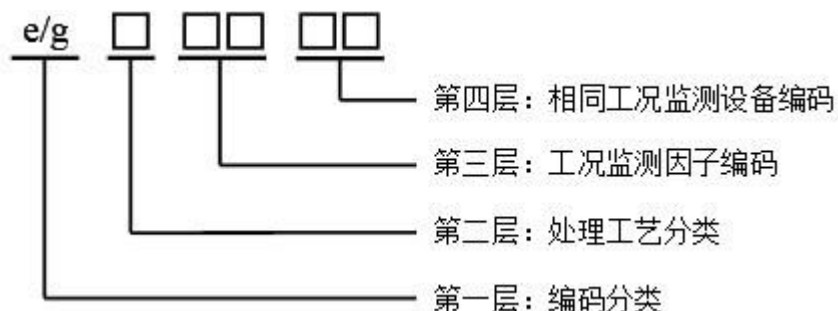 e/g □ □□ □□
第四层：相同工况监测设备编码
第三层：工况监测因子编码
第二层：处理工艺分类
第一层：编码分类